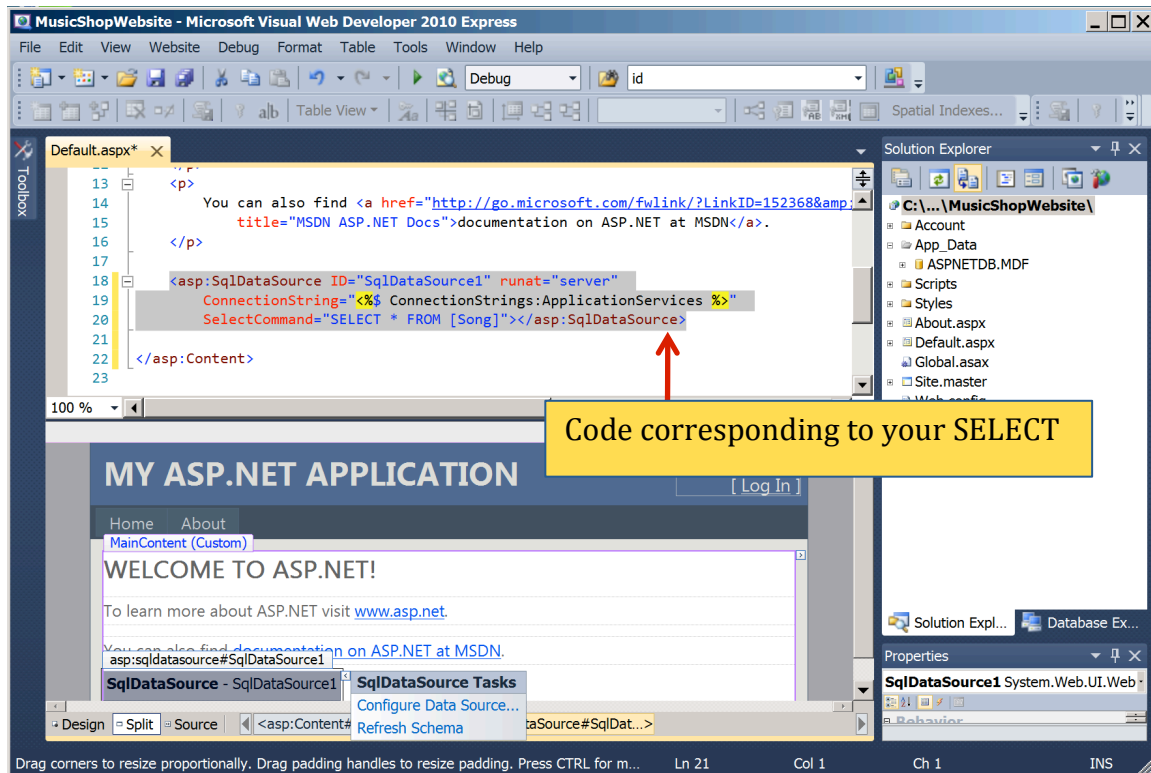 MusicShopWebsite - Microsoft Visual Web Developer 2010 Express
File Edit View Website Debug Format Table Tools Window Help
Debug id
Table View Spatial Indexes...
Toolbox
Default.aspx*
13 <p>
14 You can also find <a href="http://go.microsoft.com/fwlink/?LinkID=152368&amp;
15 title="MSDN ASP.NET Docs">documentation on ASP.NET at MSDN</a>.
16 </p>
17
18 <asp:SqlDataSource ID="SqlDataSource1" runat="server"
19 ConnectionString="<%$ ConnectionStrings:ApplicationServices %>"
20 SelectCommand="SELECT * FROM [Song]"></asp:SqlDataSource>
21
22 </asp:Content>
23
100 %
Code corresponding to your SELECT
MY ASP.NET APPLICATION
[ Log In ]
Home About
MainContent (Custom)
WELCOME TO ASP.NET!
To learn more about ASP.NET visit www.asp.net.
You can also find documentation on ASP.NET at MSDN.
asp:sqldatasource#SqlDataSource1
SqlDataSource - SqlDataSource1
SqlDataSource Tasks
Configure Data Source...
Refresh Schema
Design Split Source <asp:Content# taSource#SqlDat...>
Solution Explorer
C:\...\MusicShopWebsite\
Account
App_Data
ASPNETDB.MDF
Scripts
Styles
About.aspx
Default.aspx
Global.asax
Site.master
Solution Expl... Database Ex...
Properties
SqlDataSource1 System.Web.UI.Web
Behavior
Drag corners to resize proportionally. Drag padding handles to resize padding. Press CTRL for m... Ln 21 Col 1 Ch 1 INS